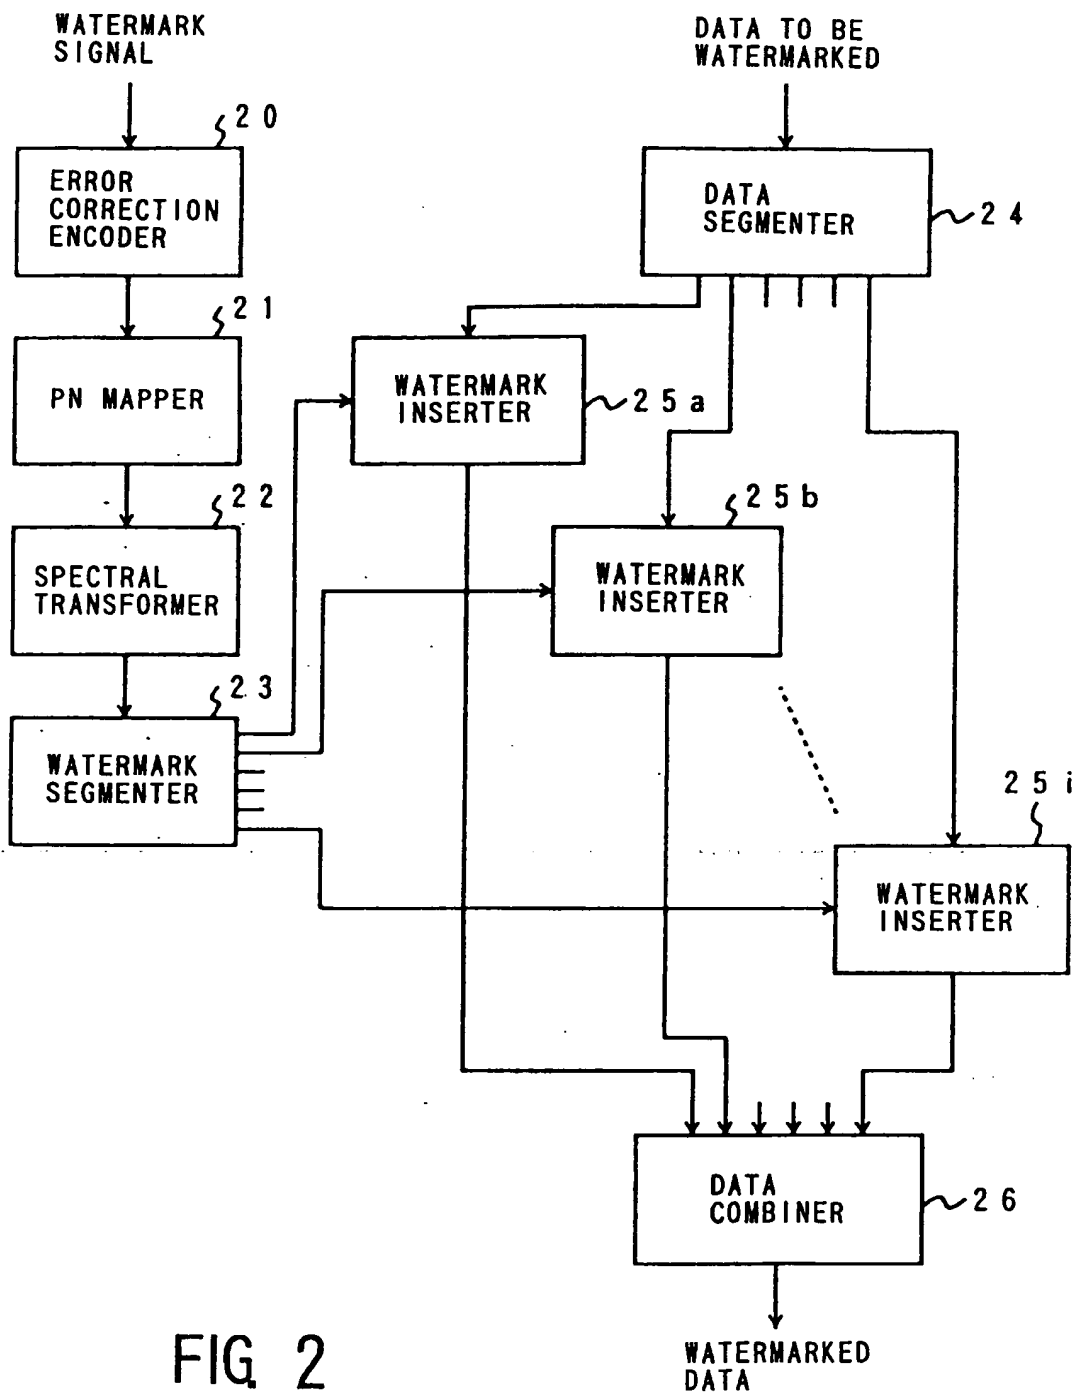 WATERMARK
SIGNAL
DATA TO BE
WATERMARKED
20
ERROR
CORRECTION
ENCODER
DATA
SEGMENTER
24
21
PN MAPPER
WATERMARK
INSERTER
25a
22
SPECTRAL
TRANSFORMER
25b
WATERMARK
INSERTER
23
WATERMARK
SEGMENTER
25i
WATERMARK
INSERTER
DATA
COMBINER
26
WATERMARKED
DATA
FIG. 2